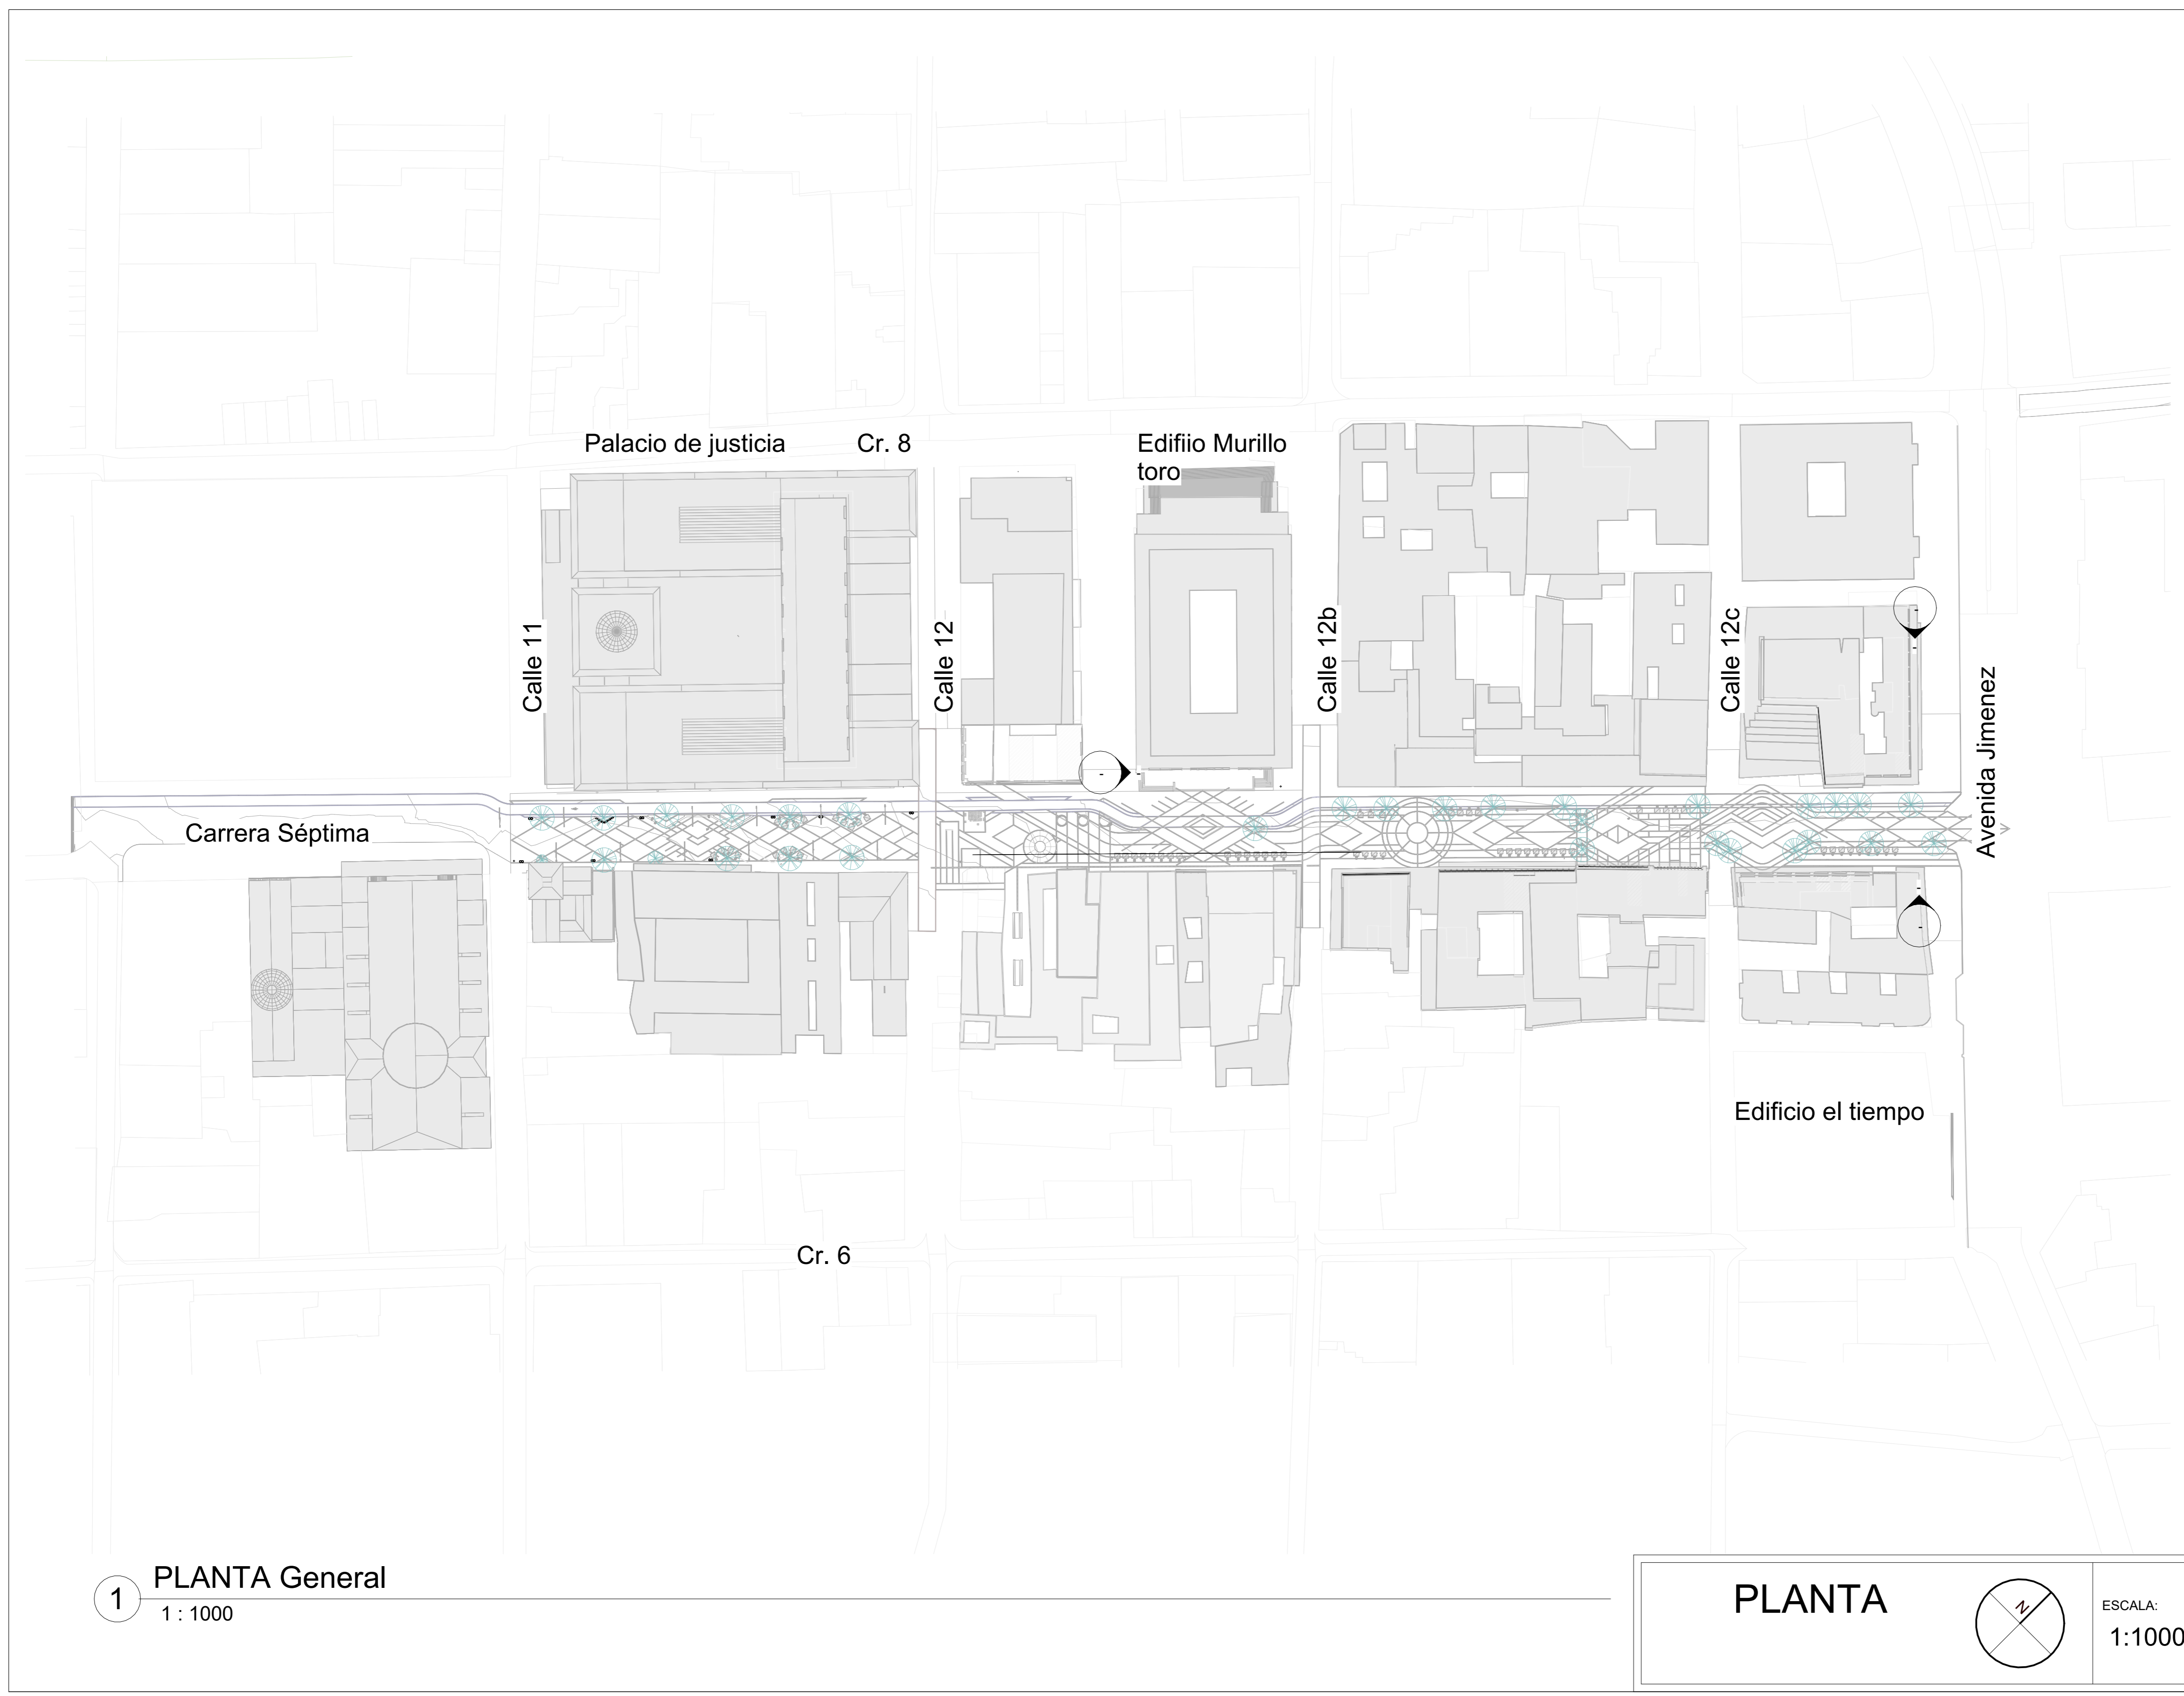 Palacio de justicia
Cr. 8
Edifiio Murillo
toro
Calle 11
Calle 12
Calle 12b
Calle 12c
Avenida Jimenez
Carrera Séptima
Edificio el tiempo
Cr. 6
1
PLANTA General
1 : 1000
PLANTA
N
ESCALA:
1:1000